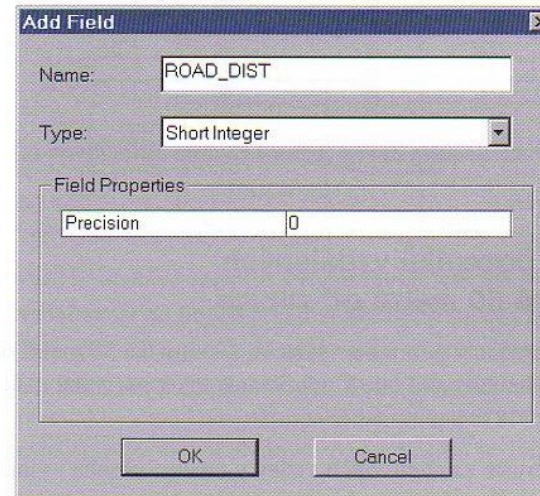 Add Field
Name: ROAD_DIST
Type: Short Integer
Field Properties
Precision 0
OK Cancel